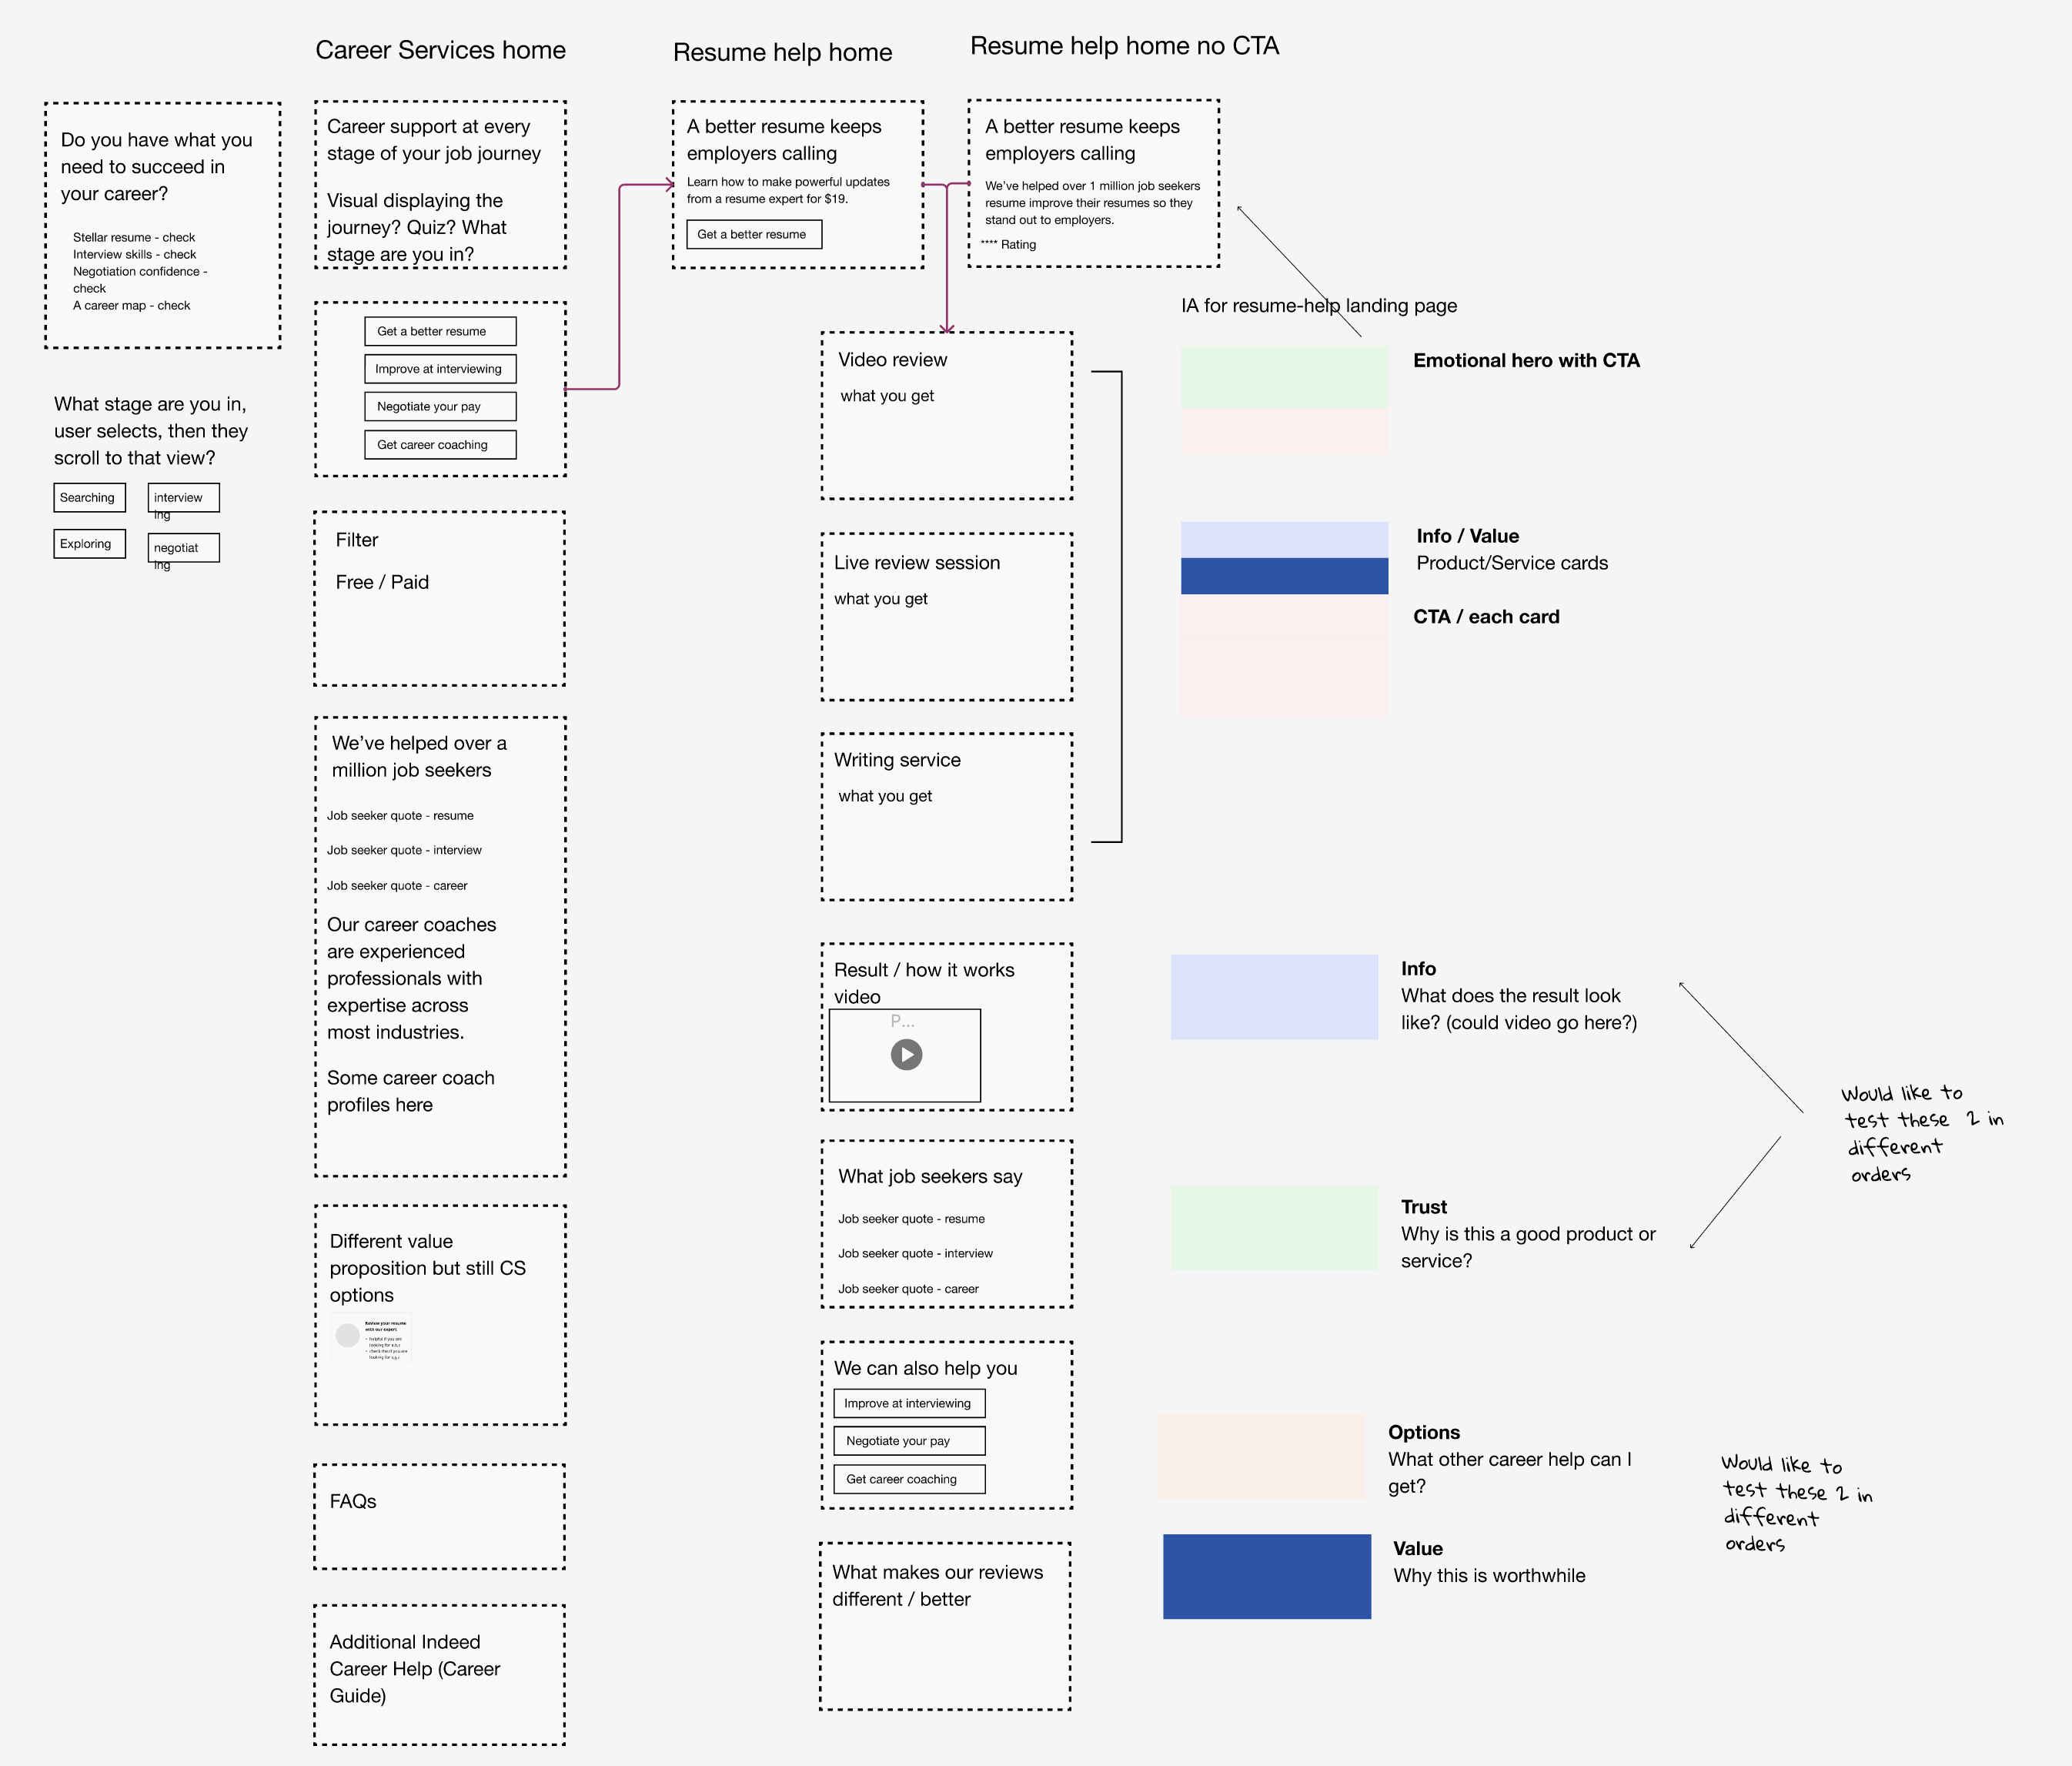 Career Services home
Resume help home
Resume help home no CTA
Do you have what you
need to succeed in
your career?
Stellar resume - check
Interview skills - check
Negotiation confidence -
check
A career map - check
What stage are you in,
user selects, then they
scroll to that view?
Searching
interview
ing
Exploring
negotiat
ing
Career support at every
stage of your job journey
Visual displaying the
journey? Quiz? What
stage are you in?
Get a better resume
Improve at interviewing
Negotiate your pay
Get career coaching
Filter
Free / Paid
We've helped over a
million job seekers
Job seeker quote - resume
Job seeker quote - interview
Job seeker quote - career
Our career coaches
are experienced
professionals with
expertise across
most industries.
Some career coach
profiles here
Different value
proposition but still CS
options
Review your resume
with our expert
FAQs
Additional Indeed
Career Help (Career
Guide)
A better resume keeps
employers calling
Learn how to make powerful updates
from a resume expert for $19.
Get a better resume
A better resume keeps
employers calling
We've helped over 1 million job seekers
resume improve their resumes so they
stand out to employers.
**** Rating
Video review
what you get
Live review session
what you get
Writing service
what you get
Result / how it works
video
P...
What job seekers say
Job seeker quote - resume
Job seeker quote - interview
Job seeker quote - career
We can also help you
Improve at interviewing
Negotiate your pay
Get career coaching
What makes our reviews
different / better
IA for resume-help landing page
Emotional hero with CTA
Info / Value
Product/Service cards
CTA / each card
Info
What does the result look
like? (could video go here?)
Trust
Why is this a good product or
service?
Would like to
test these 2 in
different
orders
Options
What other career help can I
get?
Value
Why this is worthwhile
Would like to
test these 2 in
different
orders